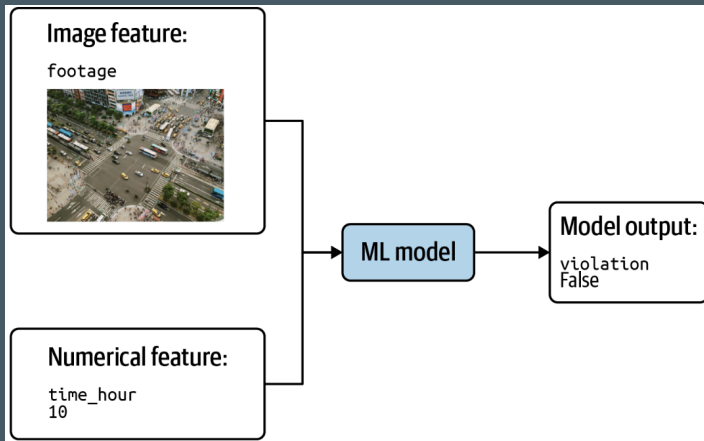 Image feature:
footage
ML model
Model output:
violation
False
Numerical feature:
time_hour
10